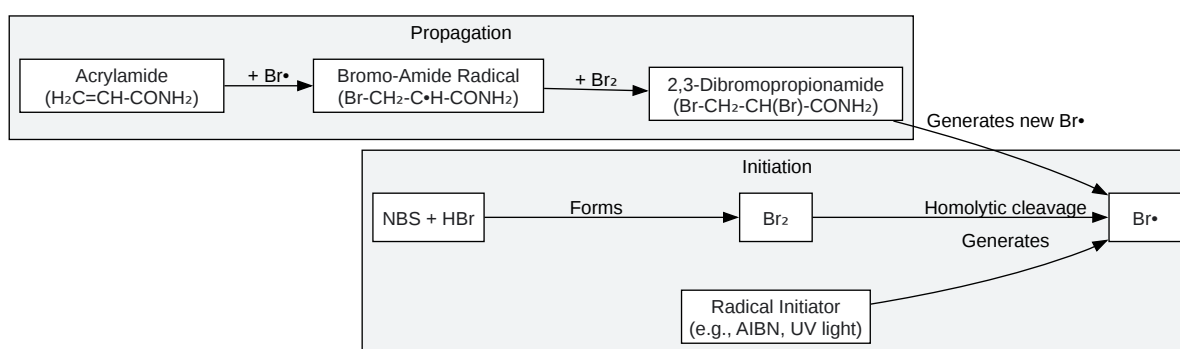 Propagation
Acrylamide
(H₂C=CH-CONH₂)
+ Br•
Bromo-Amide Radical
(Br-CH₂-C•H-CONH₂)
+ Br₂
2,3-Dibromopropionamide
(Br-CH₂-CH(Br)-CONH₂)
Generates new Br•
Initiation
NBS + HBr
Forms
Br₂
Homolytic cleavage
Br•
Generates
Radical Initiator
(e.g., AIBN, UV light)